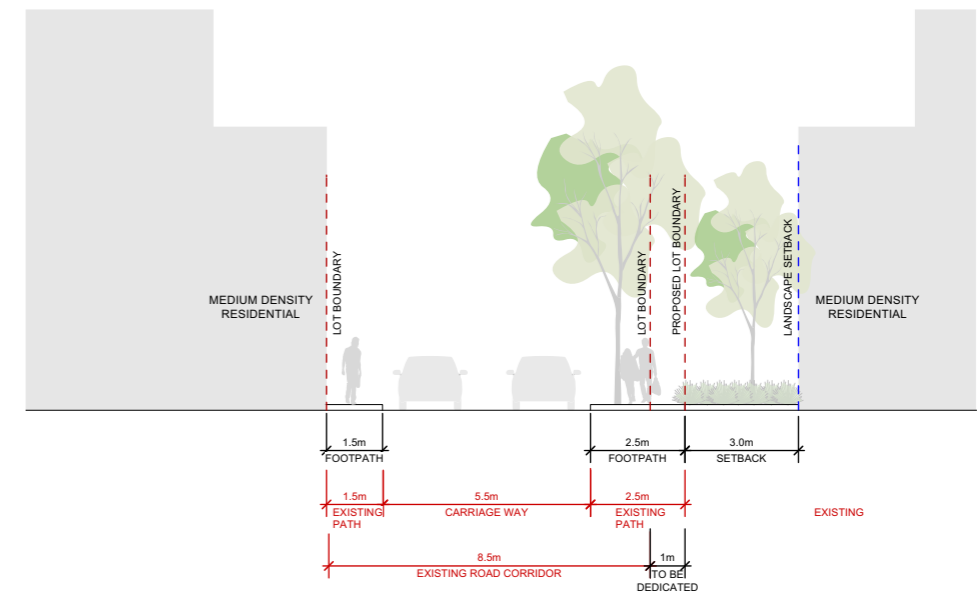 LOT BOUNDARY
LOT BOUNDARY
PROPOSED LOT BOUNDARY
LANDSCAPE SETBACK
MEDIUM DENSITY
RESIDENTIAL
MEDIUM DENSITY
RESIDENTIAL
1.5m
FOOTPATH
2.5m
FOOTPATH
3.0m
SETBACK
1.5m
EXISTING
PATH
5.5m
CARRIAGE WAY
2.5m
EXISTING
PATH
EXISTING
8.5m
EXISTING ROAD CORRIDOR
1m
TO BE
DEDICATED